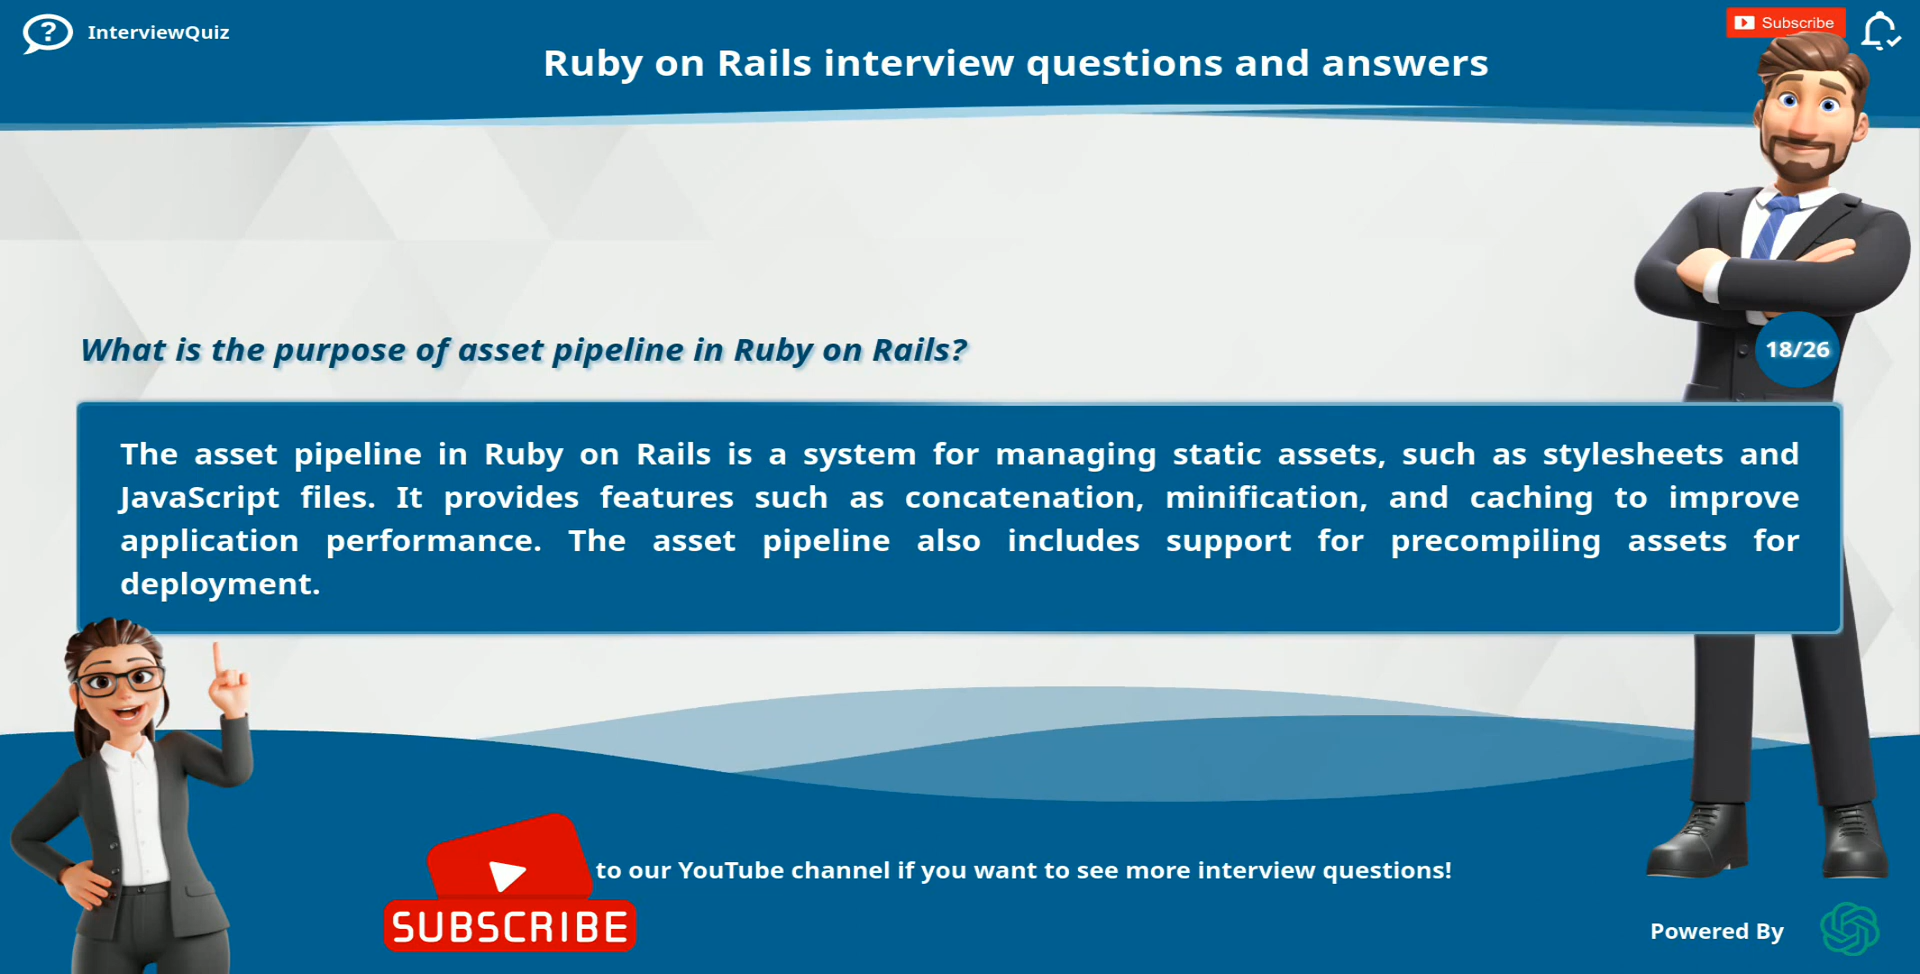 InterviewQuiz
Subscribe
Ruby on Rails interview questions and answers
What is the purpose of asset pipeline in Ruby on Rails?
18/26
The asset pipeline in Ruby on Rails is a system for managing static assets, such as stylesheets and
JavaScript files. It provides features such as concatenation, minification, and caching to improve
application performance. The asset pipeline also includes support for precompiling assets for
deployment.
to our YouTube channel if you want to see more interview questions!
SUBSCRIBE
Powered By